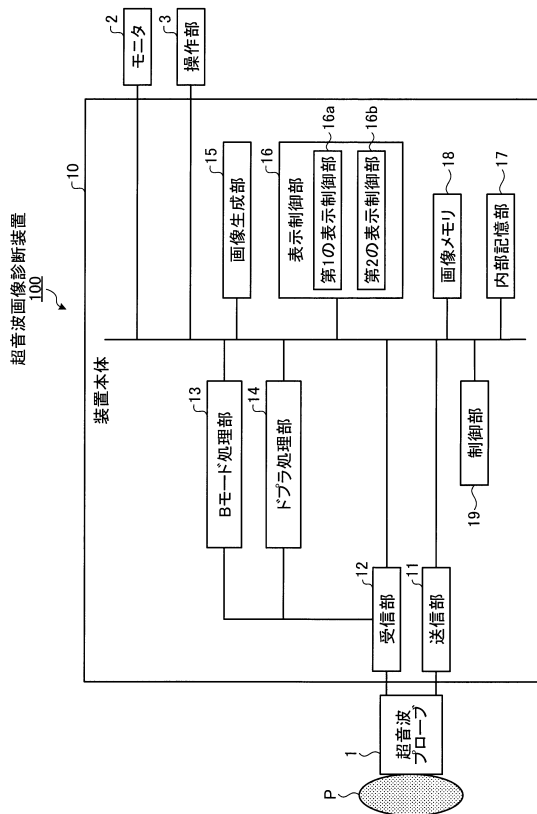 超音波画像診断装置
100
10
装置本体
モニタ
2
操作部
3
Bモード処理部
13
ドプラ処理部
14
画像生成部
15
表示制御部
16
第1の表示制御部
16a
第2の表示制御部
16b
受信部
12
送信部
11
画像メモリ
18
内部記憶部
17
制御部
19
超音波
プローブ
1
P